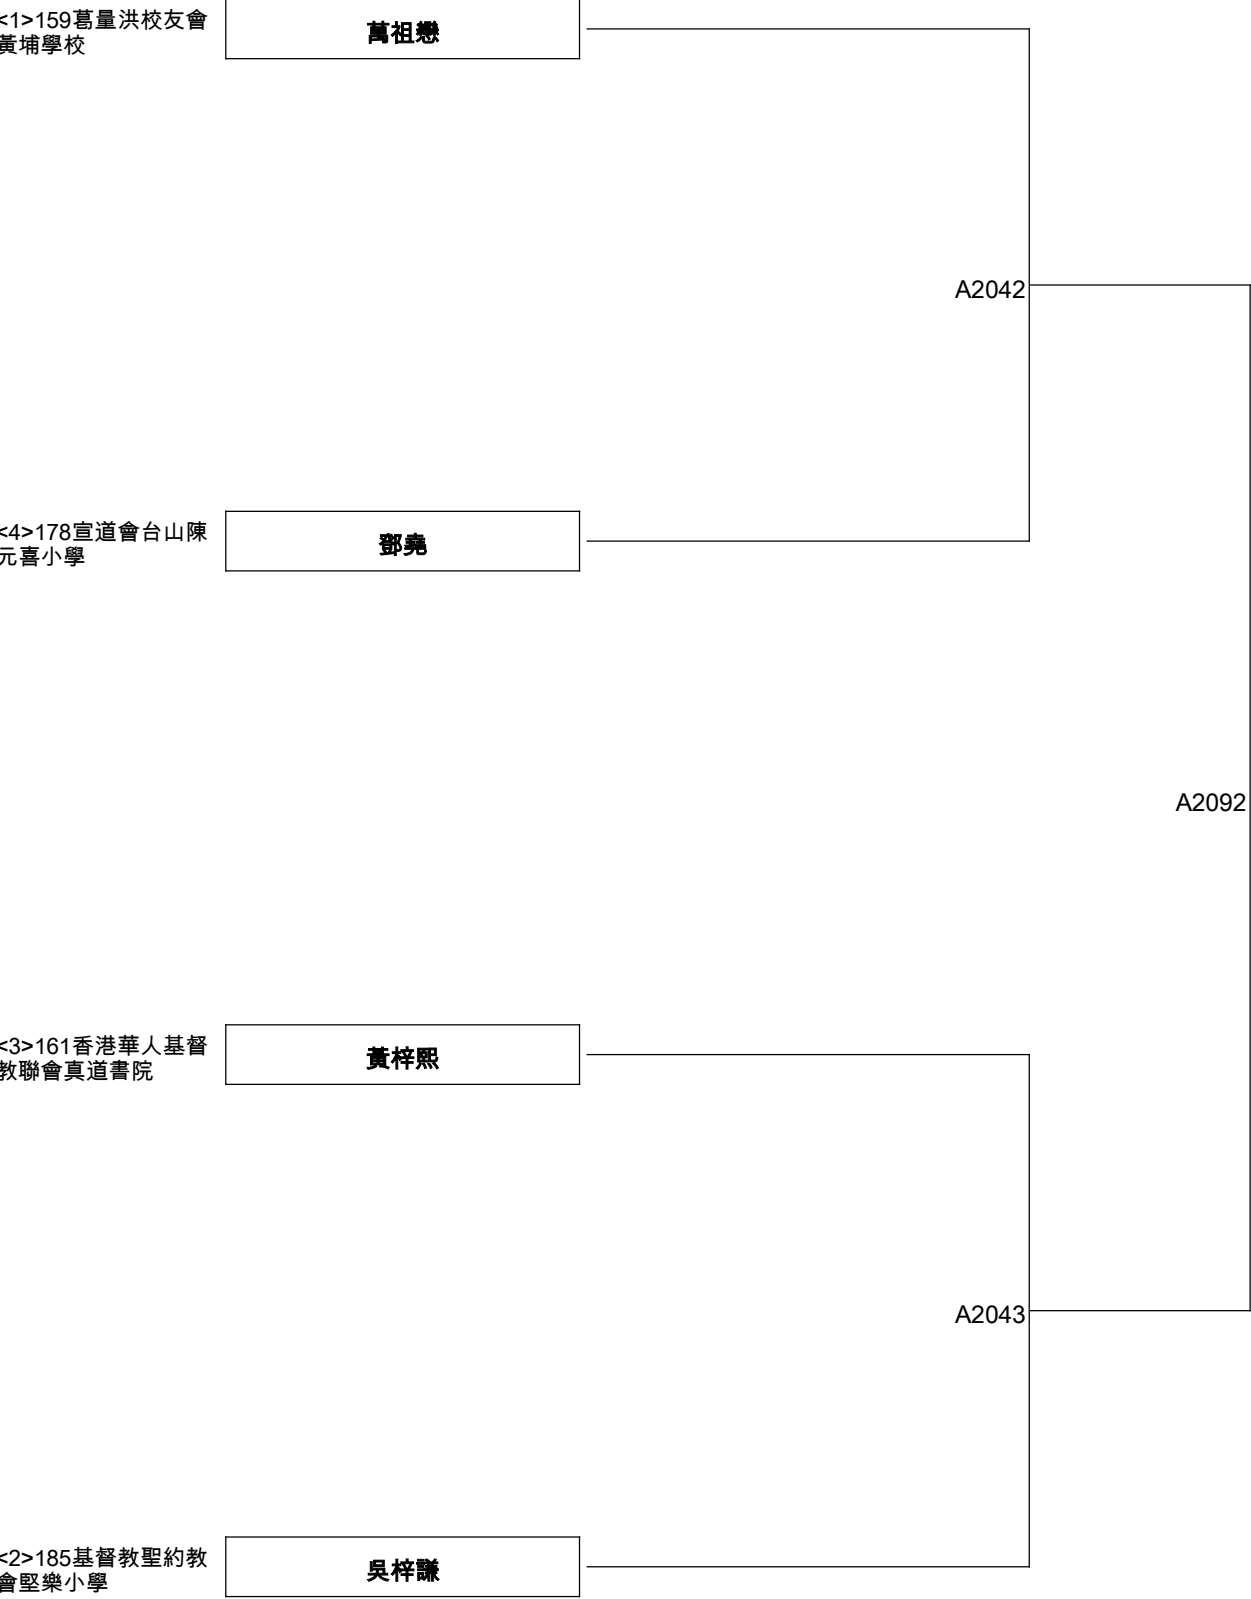 <1>159葛量洪校友會
黃埔學校
萬祖戀
A2042
<4>178宣道會台山陳
元喜小學
鄧堯
A2092
<3>161香港華人基督
教聯會真道書院
黃梓熙
A2043
<2>185基督教聖約教
會堅樂小學
吳梓謙